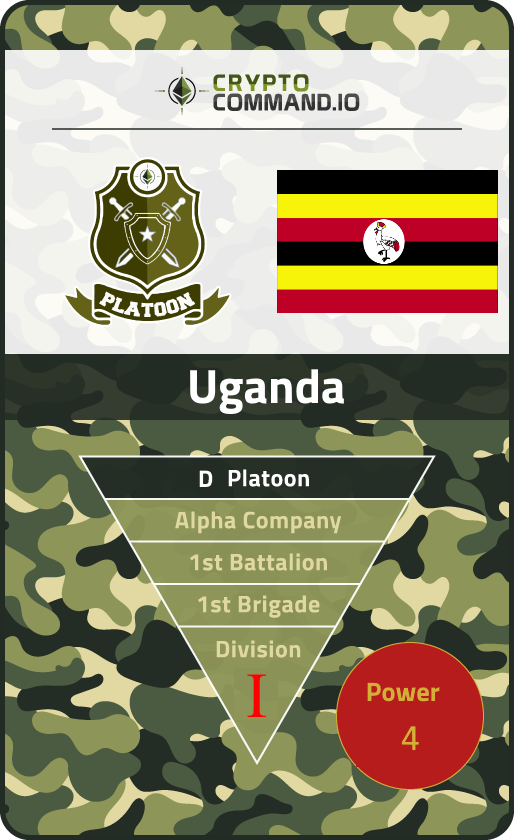 CRYPTO
COMMAND.IO
PLATOON
Uganda
D Platoon
Alpha Company
1st Battalion
1st Brigade
Division
I
Power
4